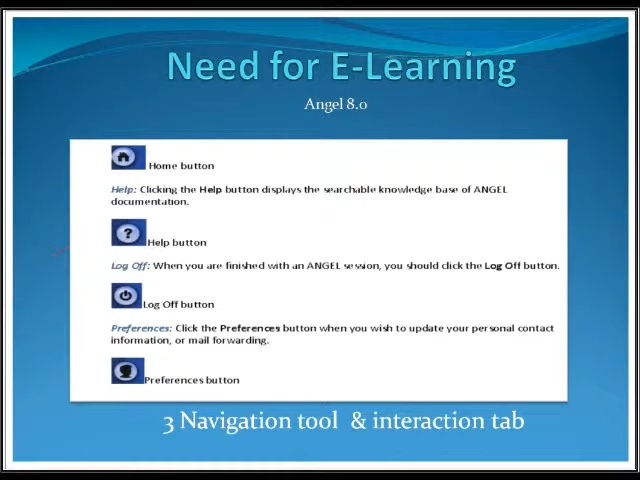 Need for E-Learning
Angel 8.0
Home button
Help: Clicking the Help button displays the searchable knowledge base of ANGEL
documentation.
?
Help button
Log Off: When you are finished with an ANGEL session, you should click the Log Off button.
Log Off button
Preferences: Click the Preferences button when you wish to update your personal contact
information, or mail forwarding.
Preferences button
3 Navigation tool & interaction tab